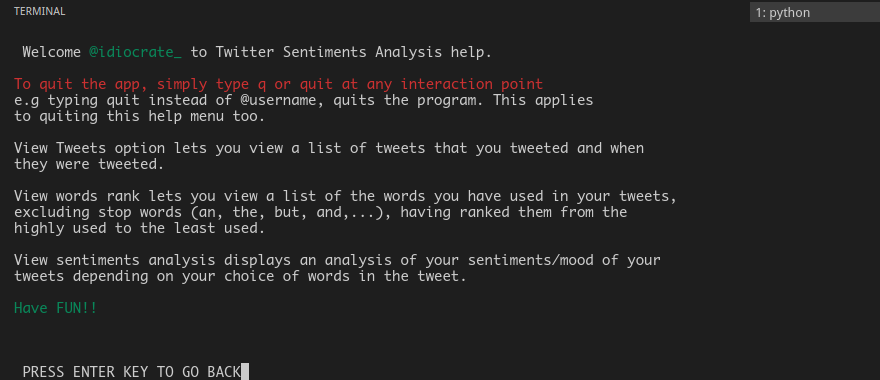 TERMINAL
1: python
Welcome @idiocrate_ to Twitter Sentiments Analysis help.
To quit the app, simply type q or quit at any interaction point
e.g typing quit instead of @username, quits the program. This applies
to quiting this help menu too.
View Tweets option lets you view a list of tweets that you tweeted and when
they were tweeted.
View words rank lets you view a list of the words you have used in your tweets,
excluding stop words (an, the, but, and,...), having ranked them from the
highly used to the least used.
View sentiments analysis displays an analysis of your sentiments/mood of your
tweets depending on your choice of words in the tweet.
Have FUN!!
PRESS ENTER KEY TO GO BACK